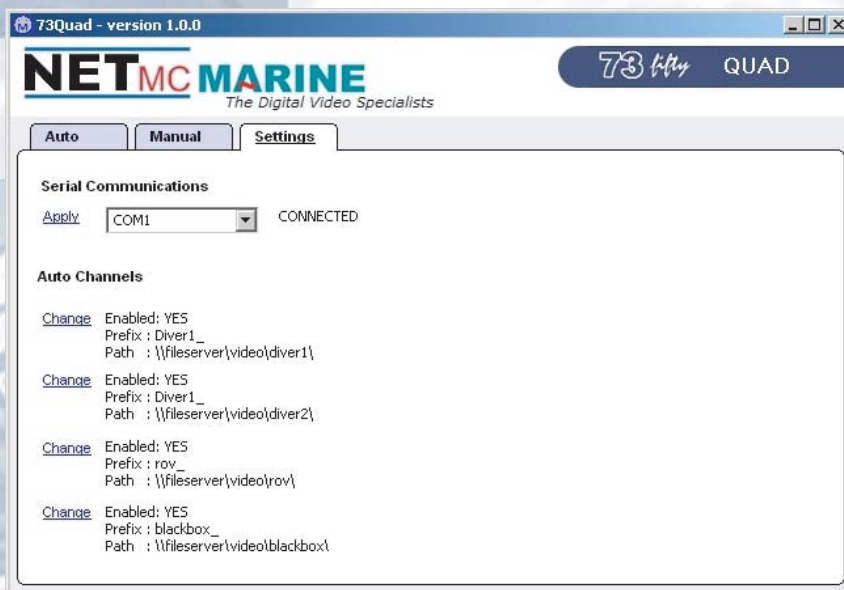 73Quad - version 1.0.0
NETMC MARINE
The Digital Video Specialists
73 fifty QUAD
Auto Manual Settings
Serial Communications
Apply COM1 CONNECTED
Auto Channels
Change Enabled: YES
Prefix : Diver1_
Path : \\fileserver\video\diver1\
Change Enabled: YES
Prefix : Diver1_
Path : \\fileserver\video\diver2\
Change Enabled: YES
Prefix : rov_
Path : \\fileserver\video\rov\
Change Enabled: YES
Prefix : blackbox_
Path : \\fileserver\video\blackbox\